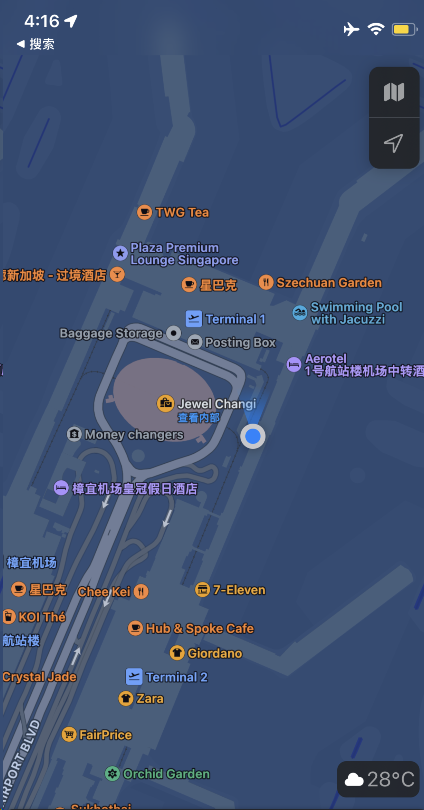 4:16
◀ 搜索
TWG Tea
Plaza Premium
Lounge Singapore
新加坡 - 过境酒店
星巴克
Szechuan Garden
Swimming Pool
with Jacuzzi
Terminal 1
Baggage Storage
Posting Box
Aerotel
1号航站楼机场中转酒
Jewel Changi
查看内部
Money changers
樟宜机场皇冠假日酒店
樟宜机场
星巴克
Chee Kei
7-Eleven
KOI Thé
Hub & Spoke Cafe
航站楼
Giordano
Crystal Jade
Terminal 2
Zara
FairPrice
AIRPORT BLVD
Orchid Garden
28°C
Sukhothai